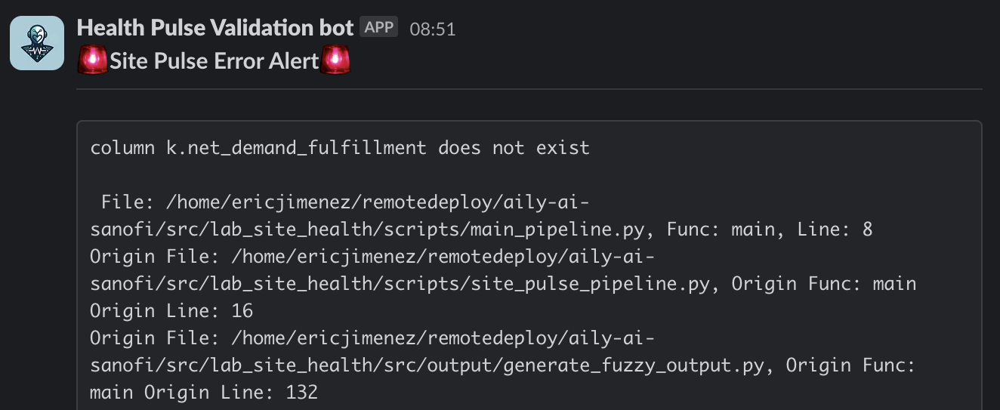 Health Pulse Validation bot APP 08:51
🚨Site Pulse Error Alert🚨
column k.net_demand_fulfillment does not exist
File: /home/ericjimenez/remotedeploy/aily-ai-
sanofi/src/lab_site_health/scripts/main_pipeline.py, Func: main, Line: 8
Origin File: /home/ericjimenez/remotedeploy/aily-ai-
sanofi/src/lab_site_health/scripts/site_pulse_pipeline.py, Origin Func: main
Origin Line: 16
Origin File: /home/ericjimenez/remotedeploy/aily-ai-
sanofi/src/lab_site_health/src/output/generate_fuzzy_output.py, Origin Func:
main Origin Line: 132